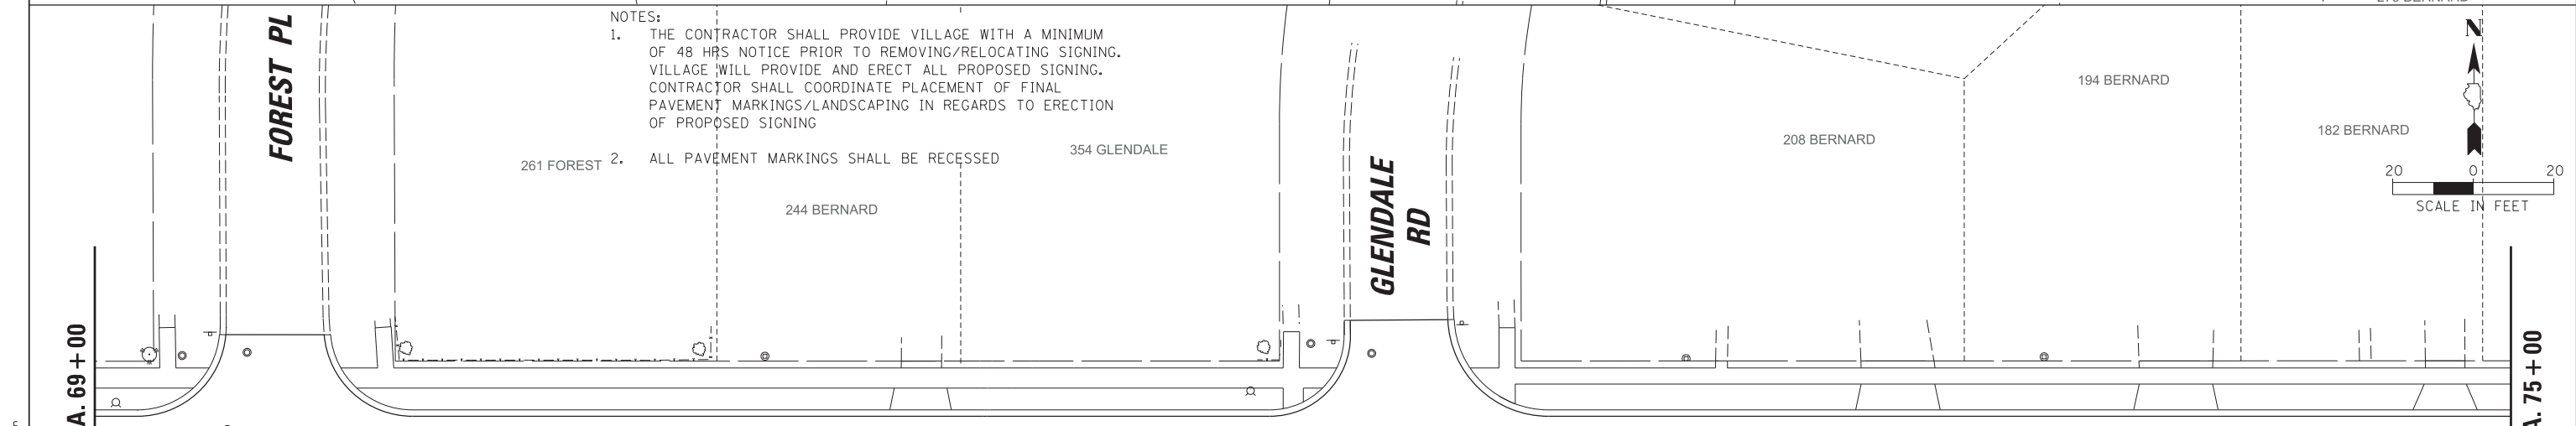 NOTES:
1. THE CONTRACTOR SHALL PROVIDE VILLAGE WITH A MINIMUM
OF 48 HRS NOTICE PRIOR TO REMOVING/RELOCATING SIGNING.
VILLAGE WILL PROVIDE AND ERECT ALL PROPOSED SIGNING.
CONTRACTOR SHALL COORDINATE PLACEMENT OF FINAL
PAVEMENT MARKINGS/LANDSCAPING IN REGARDS TO ERECTION
OF PROPOSED SIGNING
2. ALL PAVEMENT MARKINGS SHALL BE RECESSED
FOREST PL
261 FOREST
244 BERNARD
354 GLENDALE
GLENDALE
RD
208 BERNARD
194 BERNARD
182 BERNARD
N
20 0 20
SCALE IN FEET
A. 69+00
A. 75+00